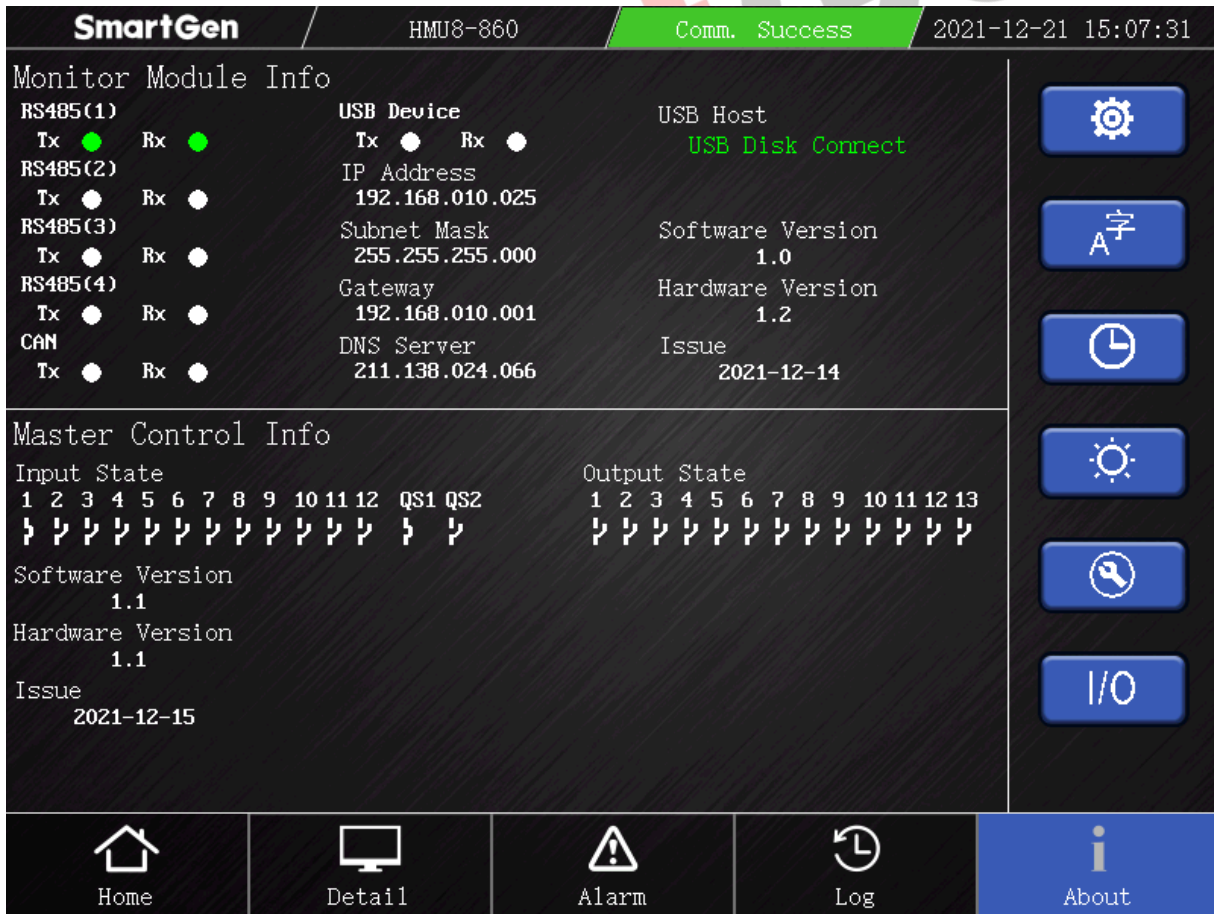 SmartGen HMU8-860 Comm. Success 2021-12-21 15:07:31
Monitor Module Info
RS485(1) USB Device USB Host
Tx Rx Tx Rx USB Disk Connect
RS485(2) IP Address
Tx Rx 192.168.010.025
RS485(3) Subnet Mask Software Version
Tx Rx 255.255.255.000 1.0
RS485(4) Gateway Hardware Version
Tx Rx 192.168.010.001 1.2
CAN DNS Server Issue
Tx Rx 211.138.024.066 2021-12-14
Master Control Info
Input State Output State
1 2 3 4 5 6 7 8 9 10 11 12 QS1 QS2 1 2 3 4 5 6 7 8 9 10 11 12 13
Software Version
1.1
Hardware Version
1.1
Issue
2021-12-15
A字
I/O
Home Detail Alarm Log About